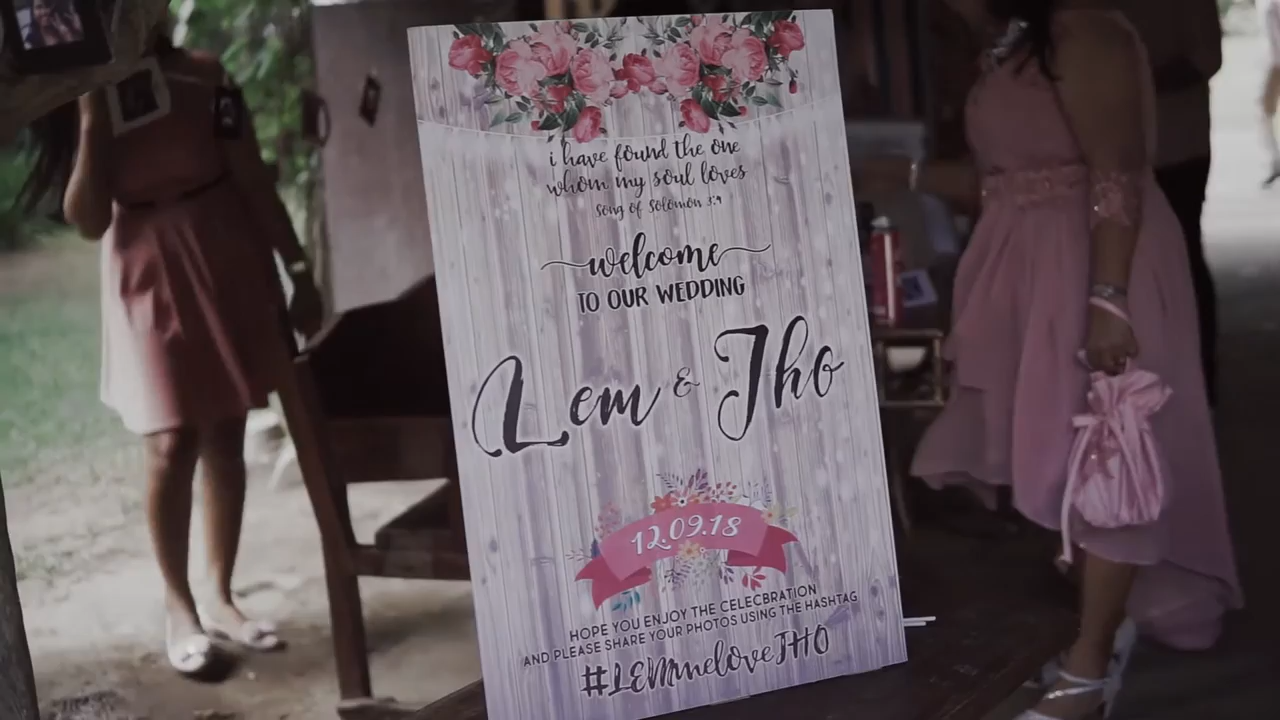 i have found the one
whom my soul loves
Song of Solomon 3:4
welcome
TO OUR WEDDING
Lem & Jho
12.09.18
HOPE YOU ENJOY THE CELECBRATION
AND PLEASE SHARE YOUR PHOTOS USING THE HASHTAG
#LEMmeloveJHO